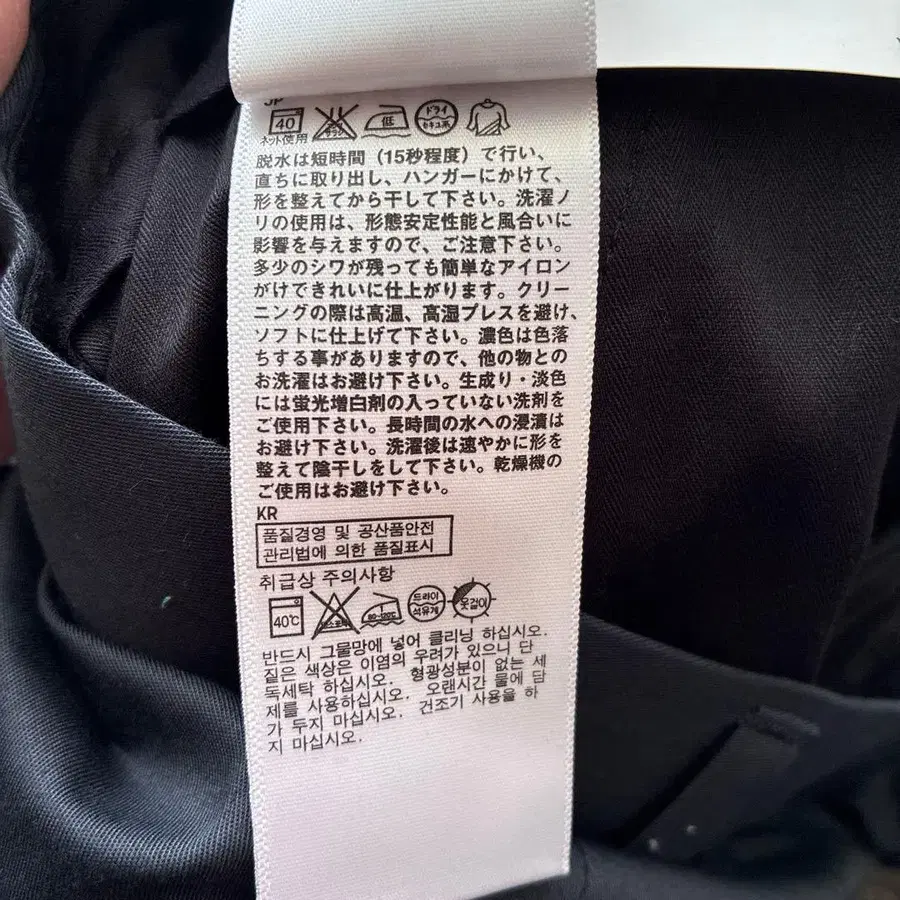 JP
40 低 ドライ セキユ系
ネット使用
脱水は短時間（15秒程度）で行い、
直ちに取り出し、ハンガーにかけて、
形を整えてから干して下さい。洗濯ノ
リの使用は、形態安定性能と風合いに
影響を与えますので、ご注意下さい。
多少のシワが残っても簡単なアイロン
がけできれいに仕上がります。クリー
ニングの際は高温、高湿プレスを避け、
ソフトに仕上げて下さい。濃色は色落
ちする事がありますので、他の物との
お洗濯はお避け下さい。生成り・淡色
には蛍光増白剤の入っていない洗剤を
ご使用下さい。長時間の水への浸漬は
お避け下さい。洗濯後は速やかに形を
整えて陰干しをして下さい。乾燥機の
ご使用はお避け下さい。
KR
품질경영 및 공산품안전
관리법에 의한 품질표시
취급상 주의사항
40℃ 80~120℃ 드라이 석유계 옷걸이
반드시 그물망에 넣어 클리닝 하십시오.
짙은 색상은 이염의 우려가 있으니 단
독세탁 하십시오. 형광성분이 없는 세
제를 사용하십시오. 오랜시간 물에 담
가 두지 마십시오. 건조기 사용을 하
지 마십시오.